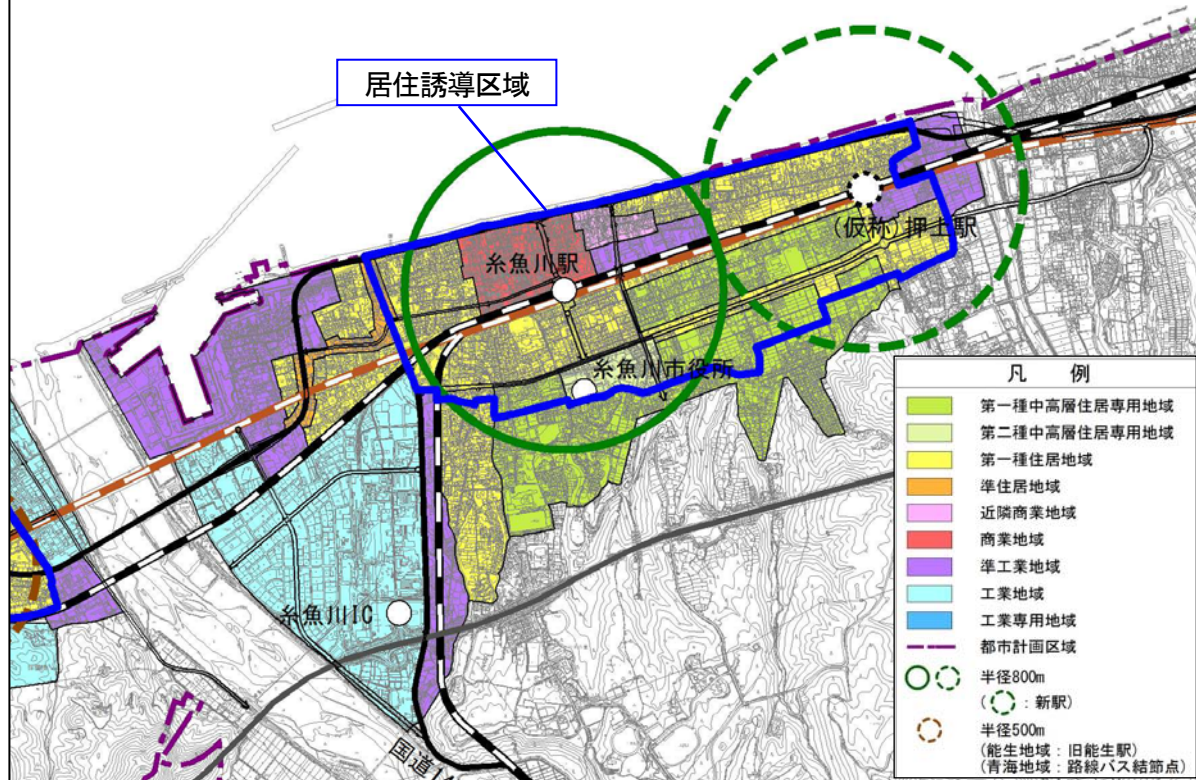 居住誘導区域
(仮称)押上駅
糸魚川駅
糸魚川市役所
糸魚川IC
国道14
凡 例
第一種中高層住居専用地域
第二種中高層住居専用地域
第一種住居地域
準住居地域
近隣商業地域
商業地域
準工業地域
工業地域
工業専用地域
都市計画区域
半径800m
( : 新駅)
半径500m
(能生地域:旧能生駅)
(青海地域:路線バス結節点)